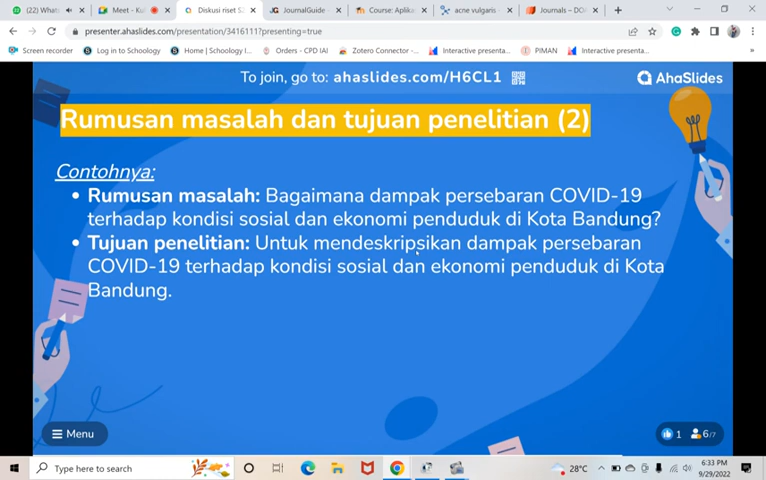 (22) Whats
Meet - Ku
Diskusi riset S
JournalGuide -
Course: Aplika
acne vulgaris -
Journals – DO
presenter.ahaslides.com/presentation/3416111?presenting=true
Screen recorder
Log in to Schoology
Home | Schoology l...
Orders - CPD IAI
Zotero Connector -...
Interactive presenta...
PIMAN
Interactive presenta...
To join, go to: ahaslides.com/H6CL1
AhaSlides
Rumusan masalah dan tujuan penelitian (2)
Contohnya:
• Rumusan masalah: Bagaimana dampak persebaran COVID-19
terhadap kondisi sosial dan ekonomi penduduk di Kota Bandung?
• Tujuan penelitian: Untuk mendeskripsikan dampak persebaran
COVID-19 terhadap kondisi sosial dan ekonomi penduduk di Kota
Bandung.
Menu
1
6/7
Type here to search
28°C
6:33 PM
9/29/2022